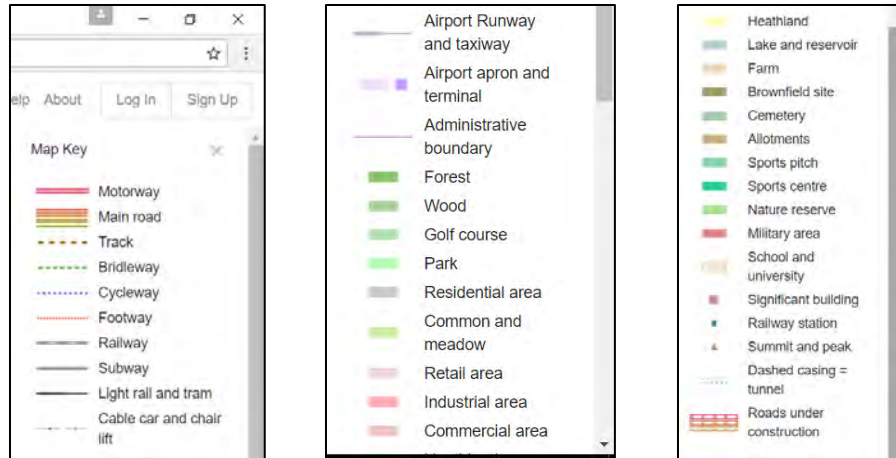 elp About Log In Sign Up
Map Key
Motorway
Main road
Track
Bridleway
Cycleway
Footway
Railway
Subway
Light rail and tram
Cable car and chair
lift
Airport Runway
and taxiway
Airport apron and
terminal
Administrative
boundary
Forest
Wood
Golf course
Park
Residential area
Common and
meadow
Retail area
Industrial area
Commercial area
Heathland
Lake and reservoir
Farm
Brownfield site
Cemetery
Allotments
Sports pitch
Sports centre
Nature reserve
Military area
School and
university
Significant building
Railway station
Summit and peak
Dashed casing =
tunnel
Roads under
construction